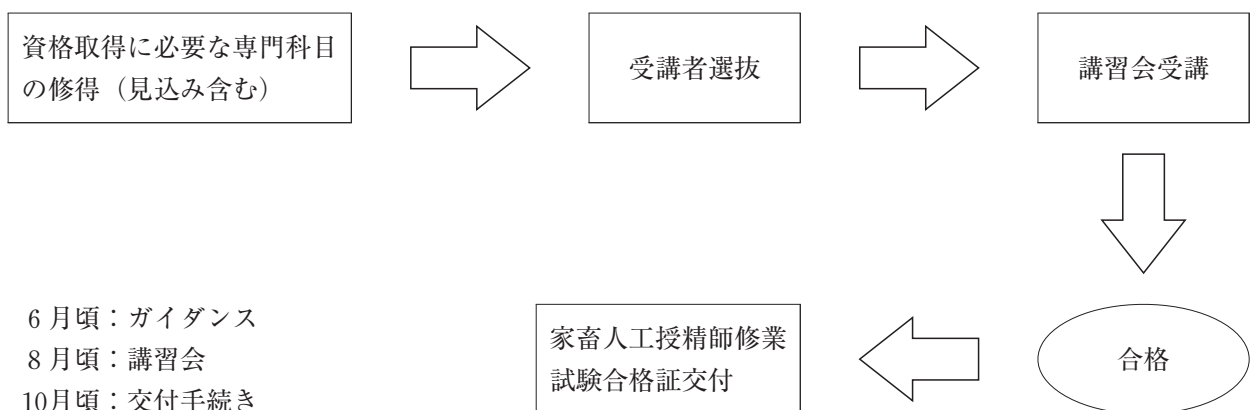 資格取得に必要な専門科目
の修得（見込み含む）
受講者選抜
講習会受講
合格
家畜人工授精師修業
試験合格証交付
6月頃：ガイダンス
8月頃：講習会
10月頃：交付手続き